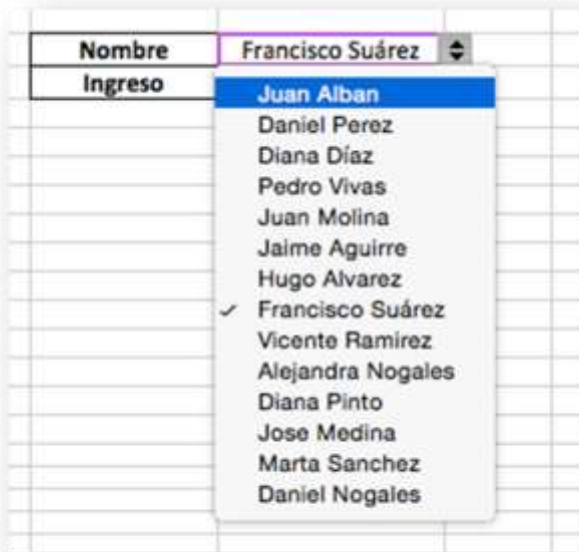 Nombre Francisco Suárez
Ingreso
Juan Alban
Daniel Perez
Diana Díaz
Pedro Vivas
Juan Molina
Jaime Aguirre
Hugo Alvarez
Francisco Suárez
Vicente Ramirez
Alejandra Nogales
Diana Pinto
Jose Medina
Marta Sanchez
Daniel Nogales